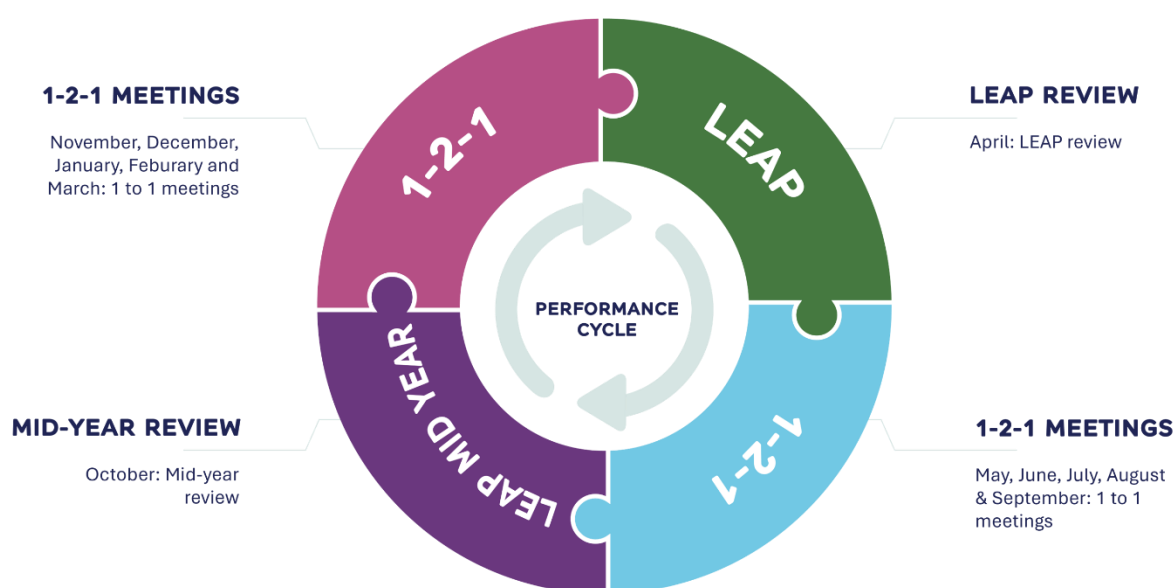 1-2-1 MEETINGS
November, December,
January, Feburary and
March: 1 to 1 meetings
LEAP REVIEW
April: LEAP review
1-2-1
LEAP
PERFORMANCE
CYCLE
LEAP MID YEAR
1-2-1
MID-YEAR REVIEW
October: Mid-year
review
1-2-1 MEETINGS
May, June, July, August
& September: 1 to 1
meetings